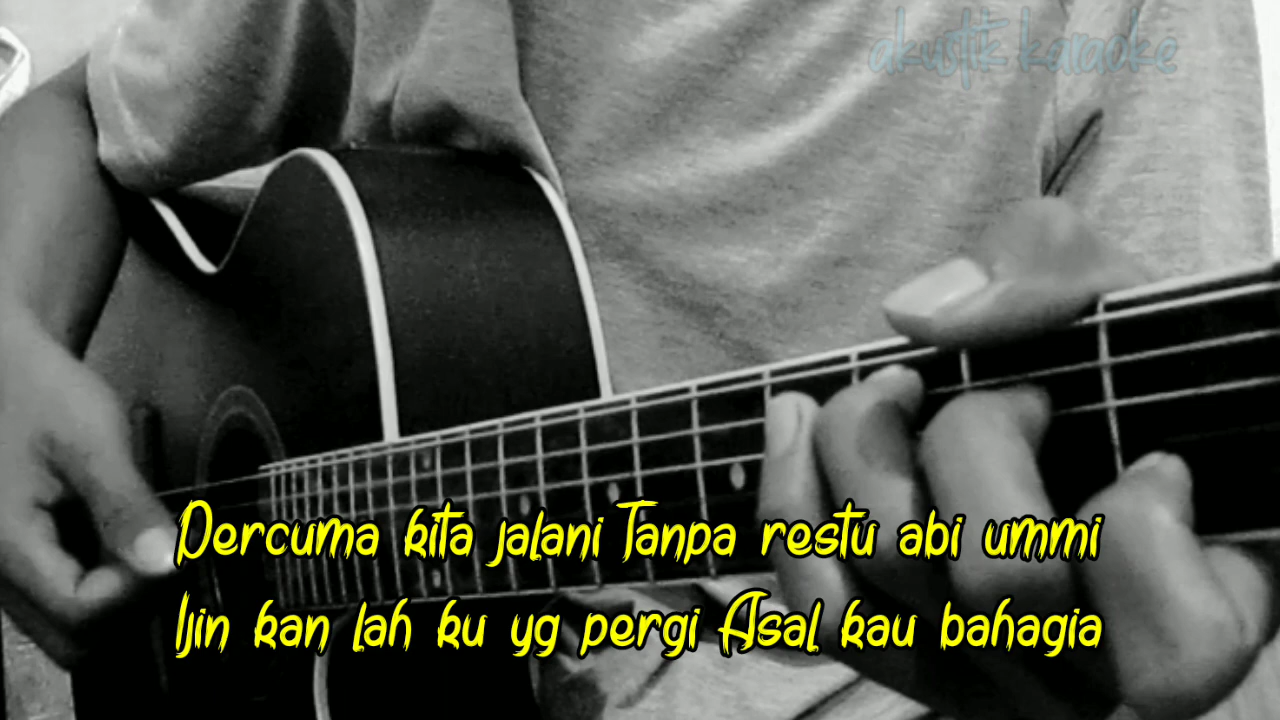 akustik karaoke
Percuma kita jalani Tanpa restu abi ummi
Ijin kan lah ku yg pergi Asal kau bahagia